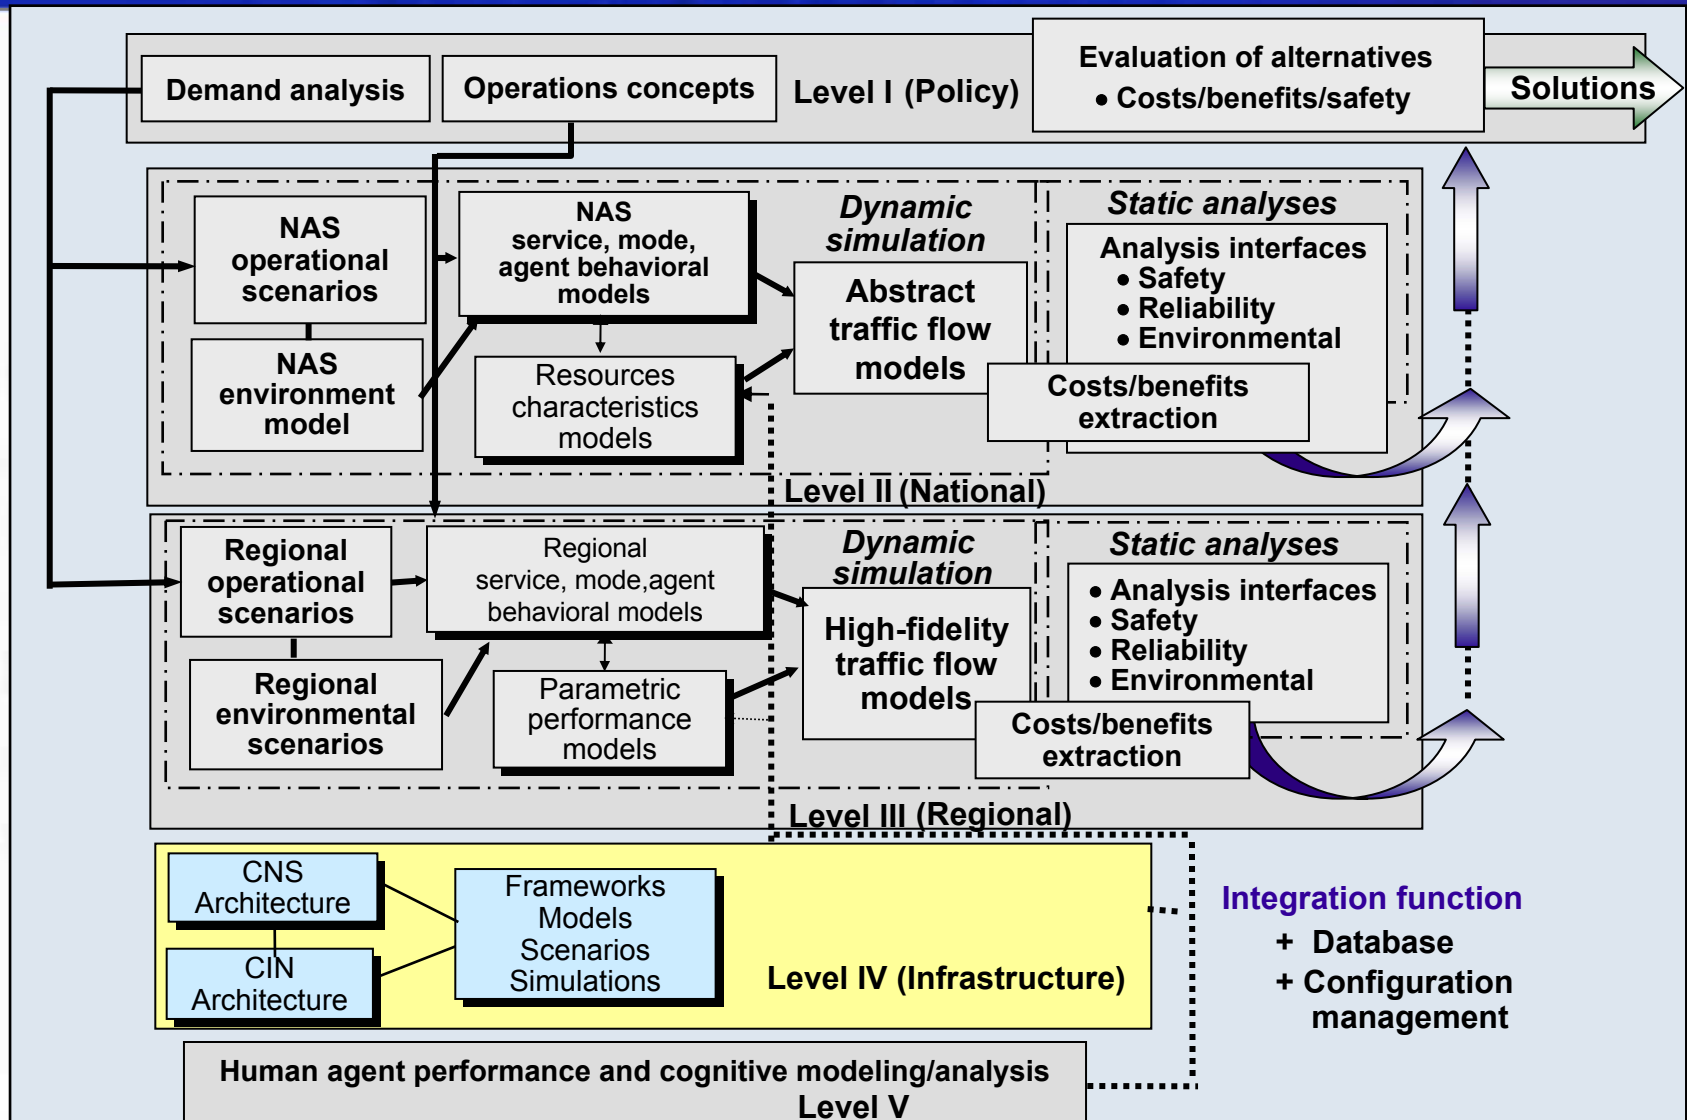 Demand analysis
Operations concepts
Level I (Policy)
Evaluation of alternatives
• Costs/benefits/safety
Solutions
NAS
operational
scenarios
NAS
environment
model
NAS
service, mode,
agent behavioral
models
Resources
characteristics
models
Dynamic
simulation
Abstract
traffic flow
models
Static analyses
Analysis interfaces
• Safety
• Reliability
• Environmental
Costs/benefits
extraction
Level II (National)
Regional
operational
scenarios
Regional
environmental
scenarios
Regional
service, mode,agent
behavioral models
Parametric
performance
models
Dynamic
simulation
High-fidelity
traffic flow
models
Static analyses
• Analysis interfaces
• Safety
• Reliability
• Environmental
Costs/benefits
extraction
Level III (Regional)
CNS
Architecture
CIN
Architecture
Frameworks
Models
Scenarios
Simulations
Level IV (Infrastructure)
Integration function
+ Database
+ Configuration
management
Human agent performance and cognitive modeling/analysis
Level V